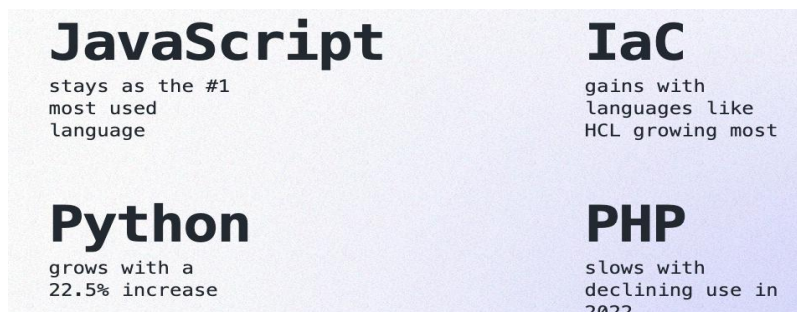 JavaScript
stays as the #1
most used
language
IaC
gains with
languages like
HCL growing most
Python
grows with a
22.5% increase
PHP
slows with
declining use in
2022